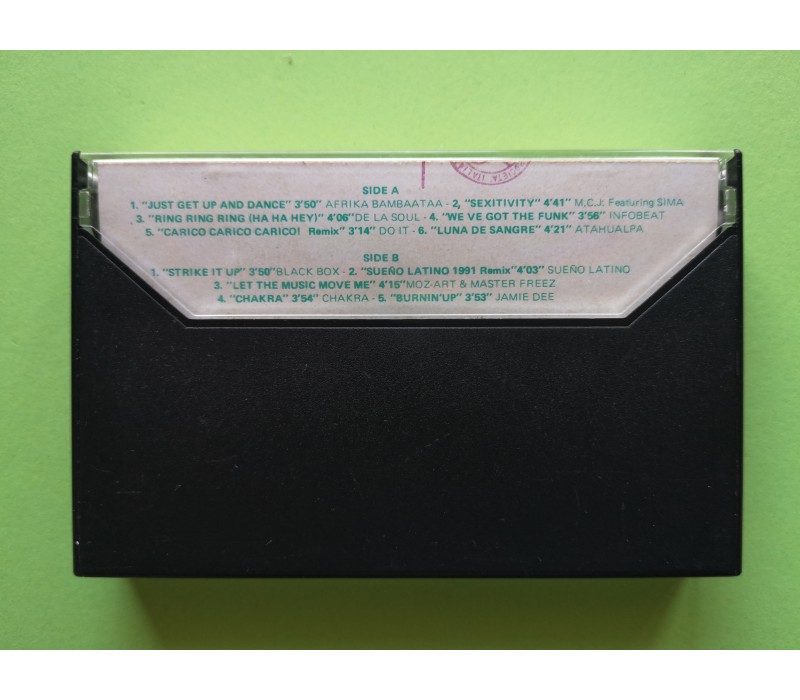 SOCIETA' ITALI
SIDE A
1. "JUST GET UP AND DANCE" 3'50" AFRIKA BAMBAATAA - 2, "SEXITIVITY" 4'41" M.C.J: Featuring SIMA
3. "RING RING RING (HA HA HEY)" 4'06" DE LA SOUL - 4. "WE VE GOT THE FUNK" 3'56" INFOBEAT
5. "CARICO CARICO CARICO! Remix" 3'14" DO IT - 6. "LUNA DE SANGRE" 4'21" ATAHUALPA
SIDE B
1. "STRIKE IT UP" 3'50" BLACK BOX - 2. "SUEÑO LATINO 1991 Remix" 4'03" SUEÑO LATINO
3. "LET THE MUSIC MOVE ME" 4'15" MOZ-ART & MASTER FREEZ
4. "CHAKRA" 3'54" CHAKRA - 5. "BURNIN'UP" 3'53" JAMIE DEE